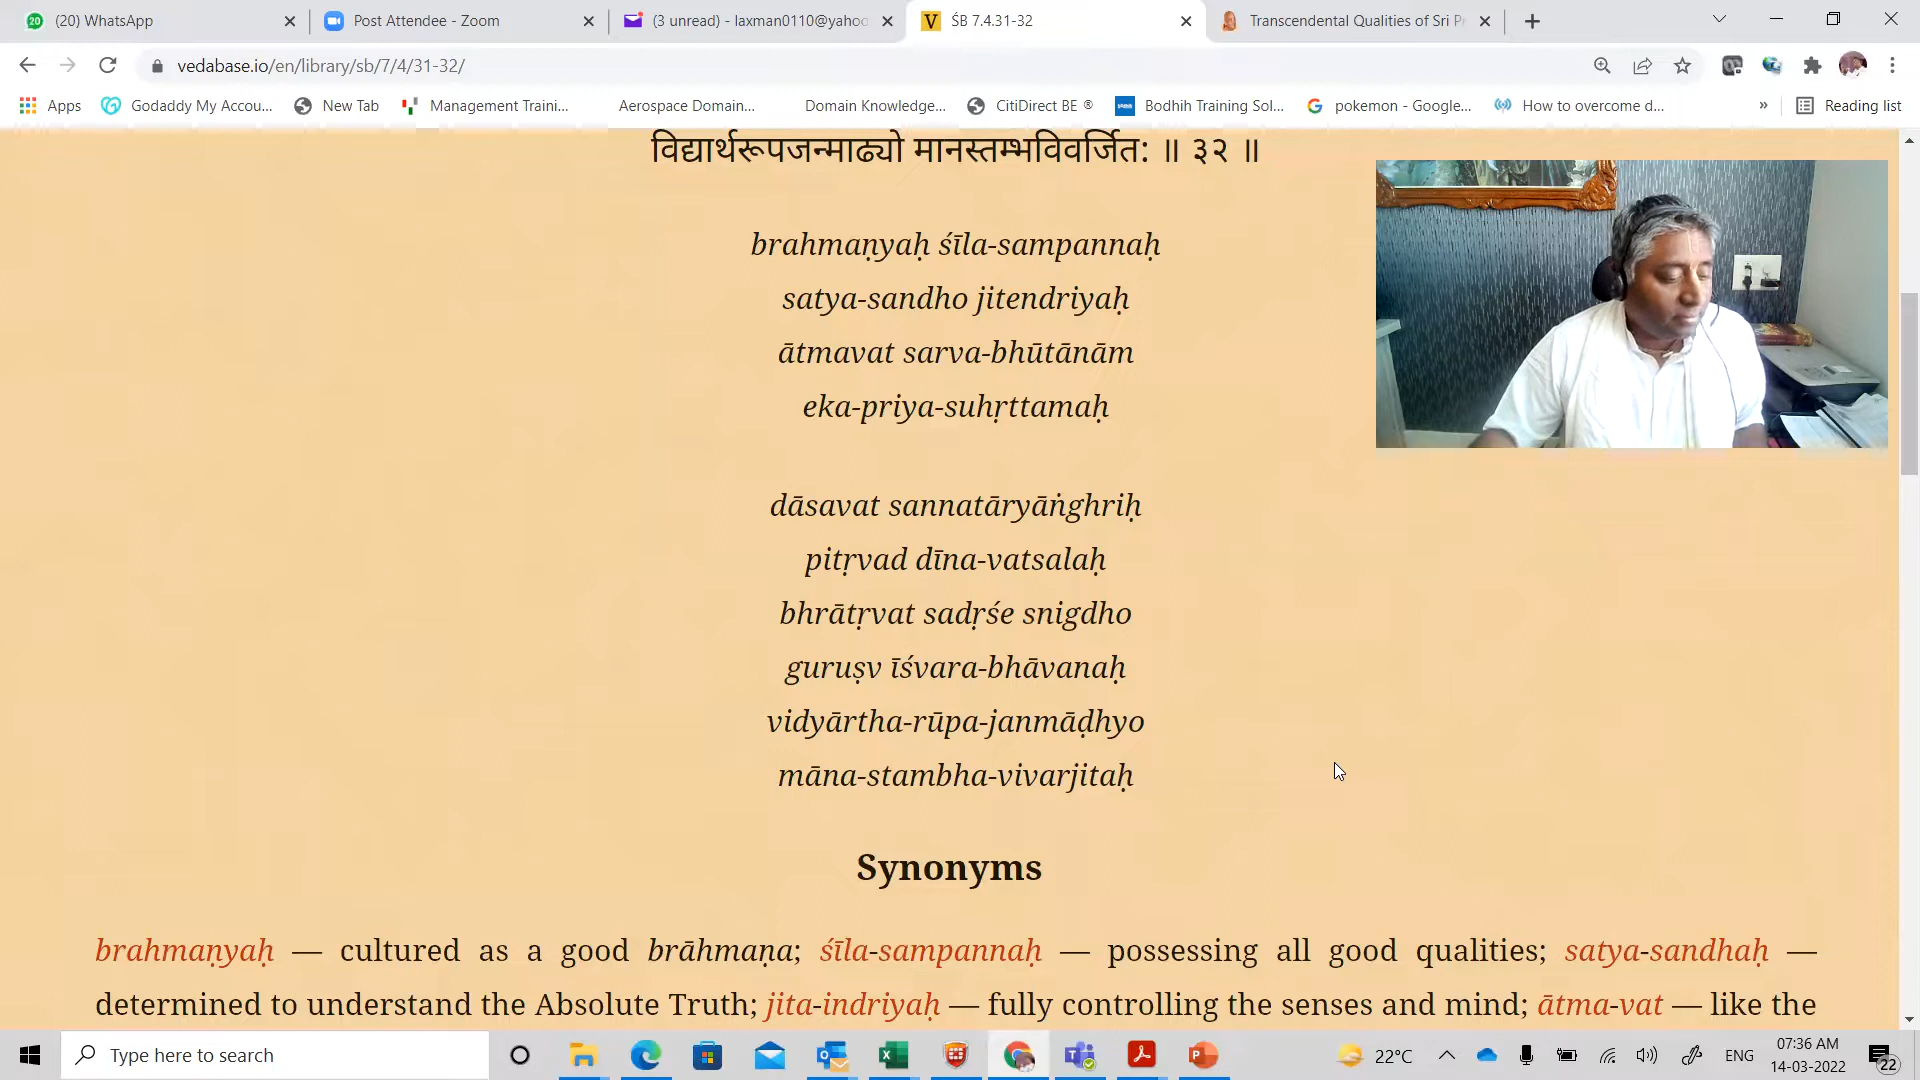 (20) WhatsApp
Post Attendee - Zoom
(3 unread) - laxman0110@yahoo
ŚB 7.4.31-32
Transcendental Qualities of Sri P
vedabase.io/en/library/sb/7/4/31-32/
Apps
Godaddy My Accou...
New Tab
Management Traini...
Aerospace Domain...
Domain Knowledge...
CitiDirect BE ®
Bodhih Training Sol...
pokemon - Google...
How to overcome d...
»
Reading list
विद्यार्थरूपजन्माढ्यो मानस्तम्भविवर्जित: ॥ ३२ ॥
brahmaṇyaḥ śīla-sampannaḥ
satya-sandho jitendriyaḥ
ātmavat sarva-bhūtānām
eka-priya-suhṛttamaḥ
dāsavat sannatāryāṅghriḥ
pitṛvad dīna-vatsalaḥ
bhrātṛvat sadṛśe snigdho
guruṣv īśvara-bhāvanaḥ
vidyārtha-rūpa-janmāḍhyo
māna-stambha-vivarjitaḥ
Synonyms
brahmaṇyaḥ — cultured as a good brāhmaṇa; śīla-sampannaḥ — possessing all good qualities; satya-sandhaḥ —
determined to understand the Absolute Truth; jita-indriyaḥ — fully controlling the senses and mind; ātma-vat — like the
Type here to search
22°C
ENG
07:36 AM
14-03-2022
22